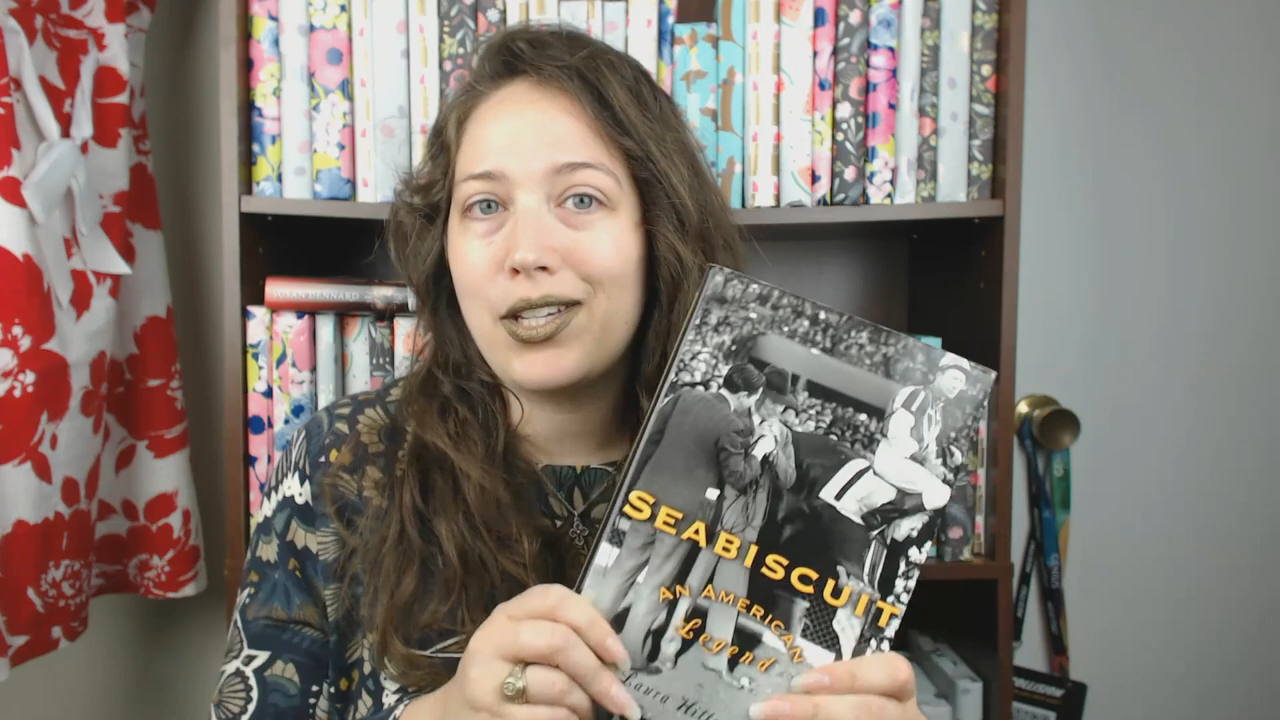 SUSAN DENNARD
SEABISCUIT
AN AMERICAN
Legend
Laura Hill